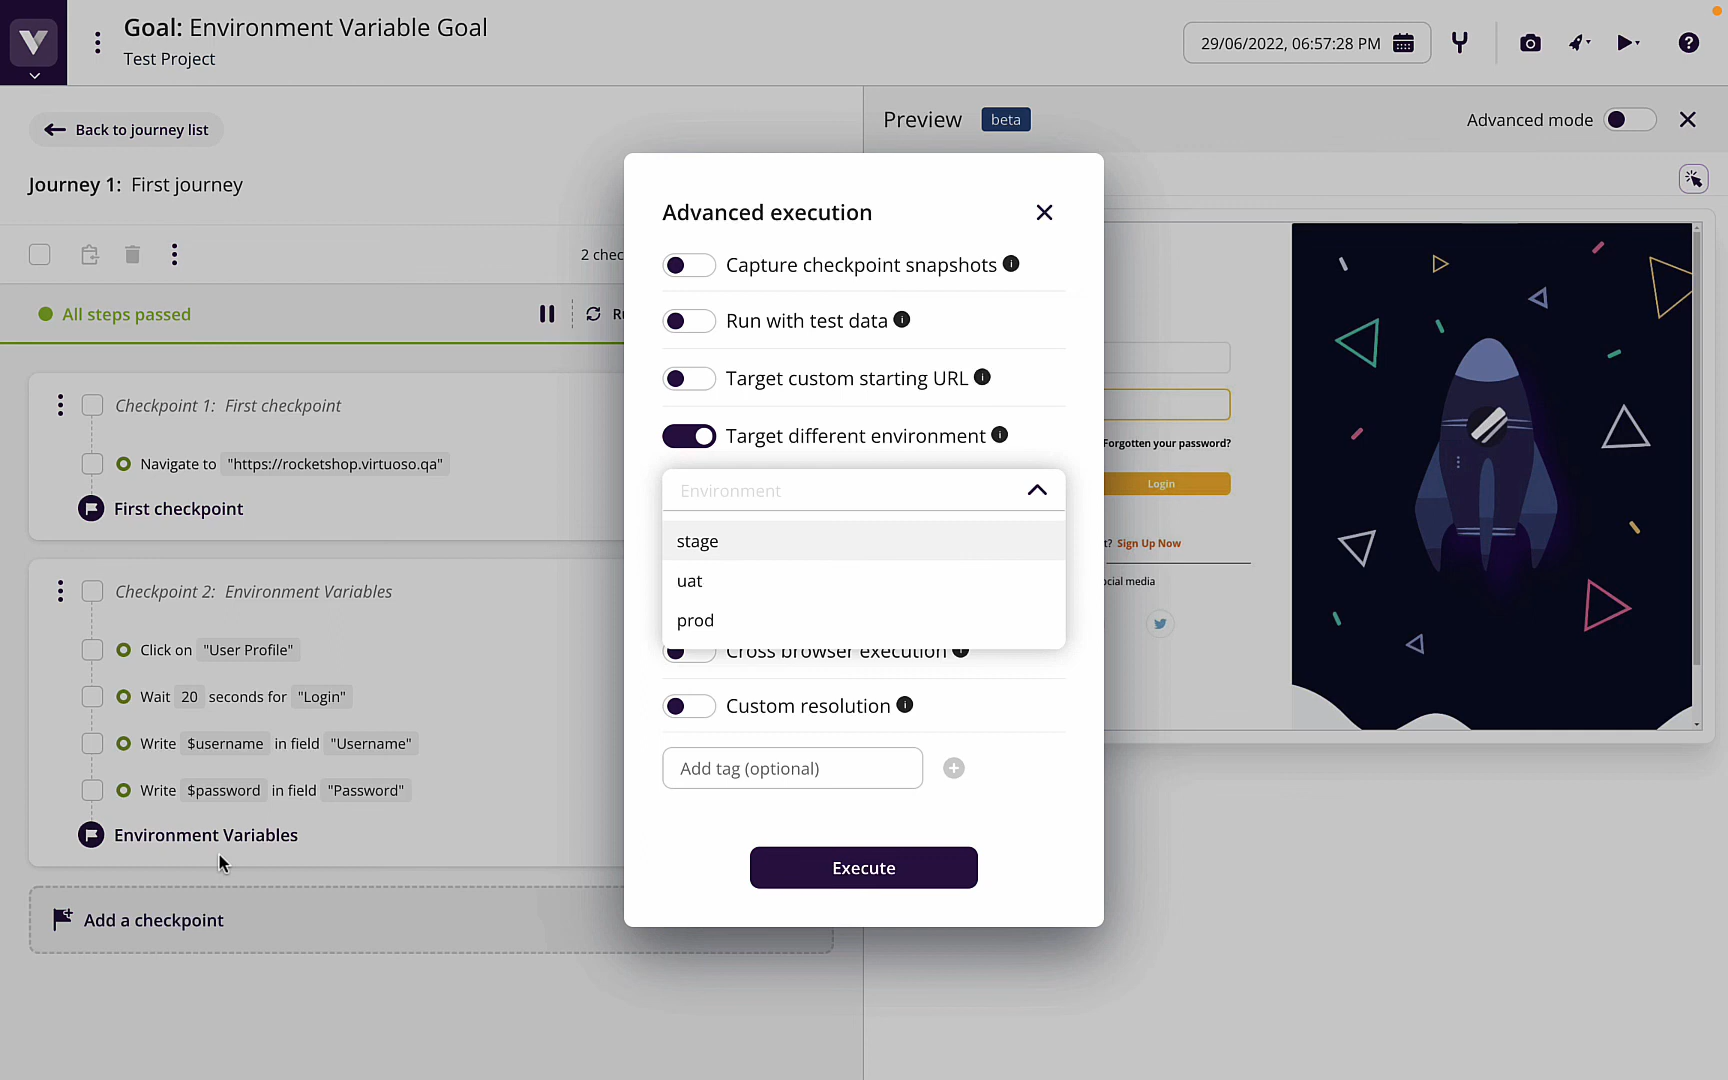 Goal: Environment Variable Goal
Test Project
29/06/2022, 06:57:28 PM
Back to journey list
Preview beta
Advanced mode
Journey 1: First journey
2 chec
All steps passed
Checkpoint 1: First checkpoint
Navigate to "https://rocketshop.virtuoso.qa"
First checkpoint
Checkpoint 2: Environment Variables
Click on "User Profile"
Wait 20 seconds for "Login"
Write $username in field "Username"
Write $password in field "Password"
Environment Variables
Add a checkpoint
Advanced execution
Capture checkpoint snapshots
Run with test data
Target custom starting URL
Target different environment
Environment
stage
uat
prod
Cross browser execution
Custom resolution
Add tag (optional)
Execute
Forgotten your password?
Login
t? Sign Up Now
ocial media